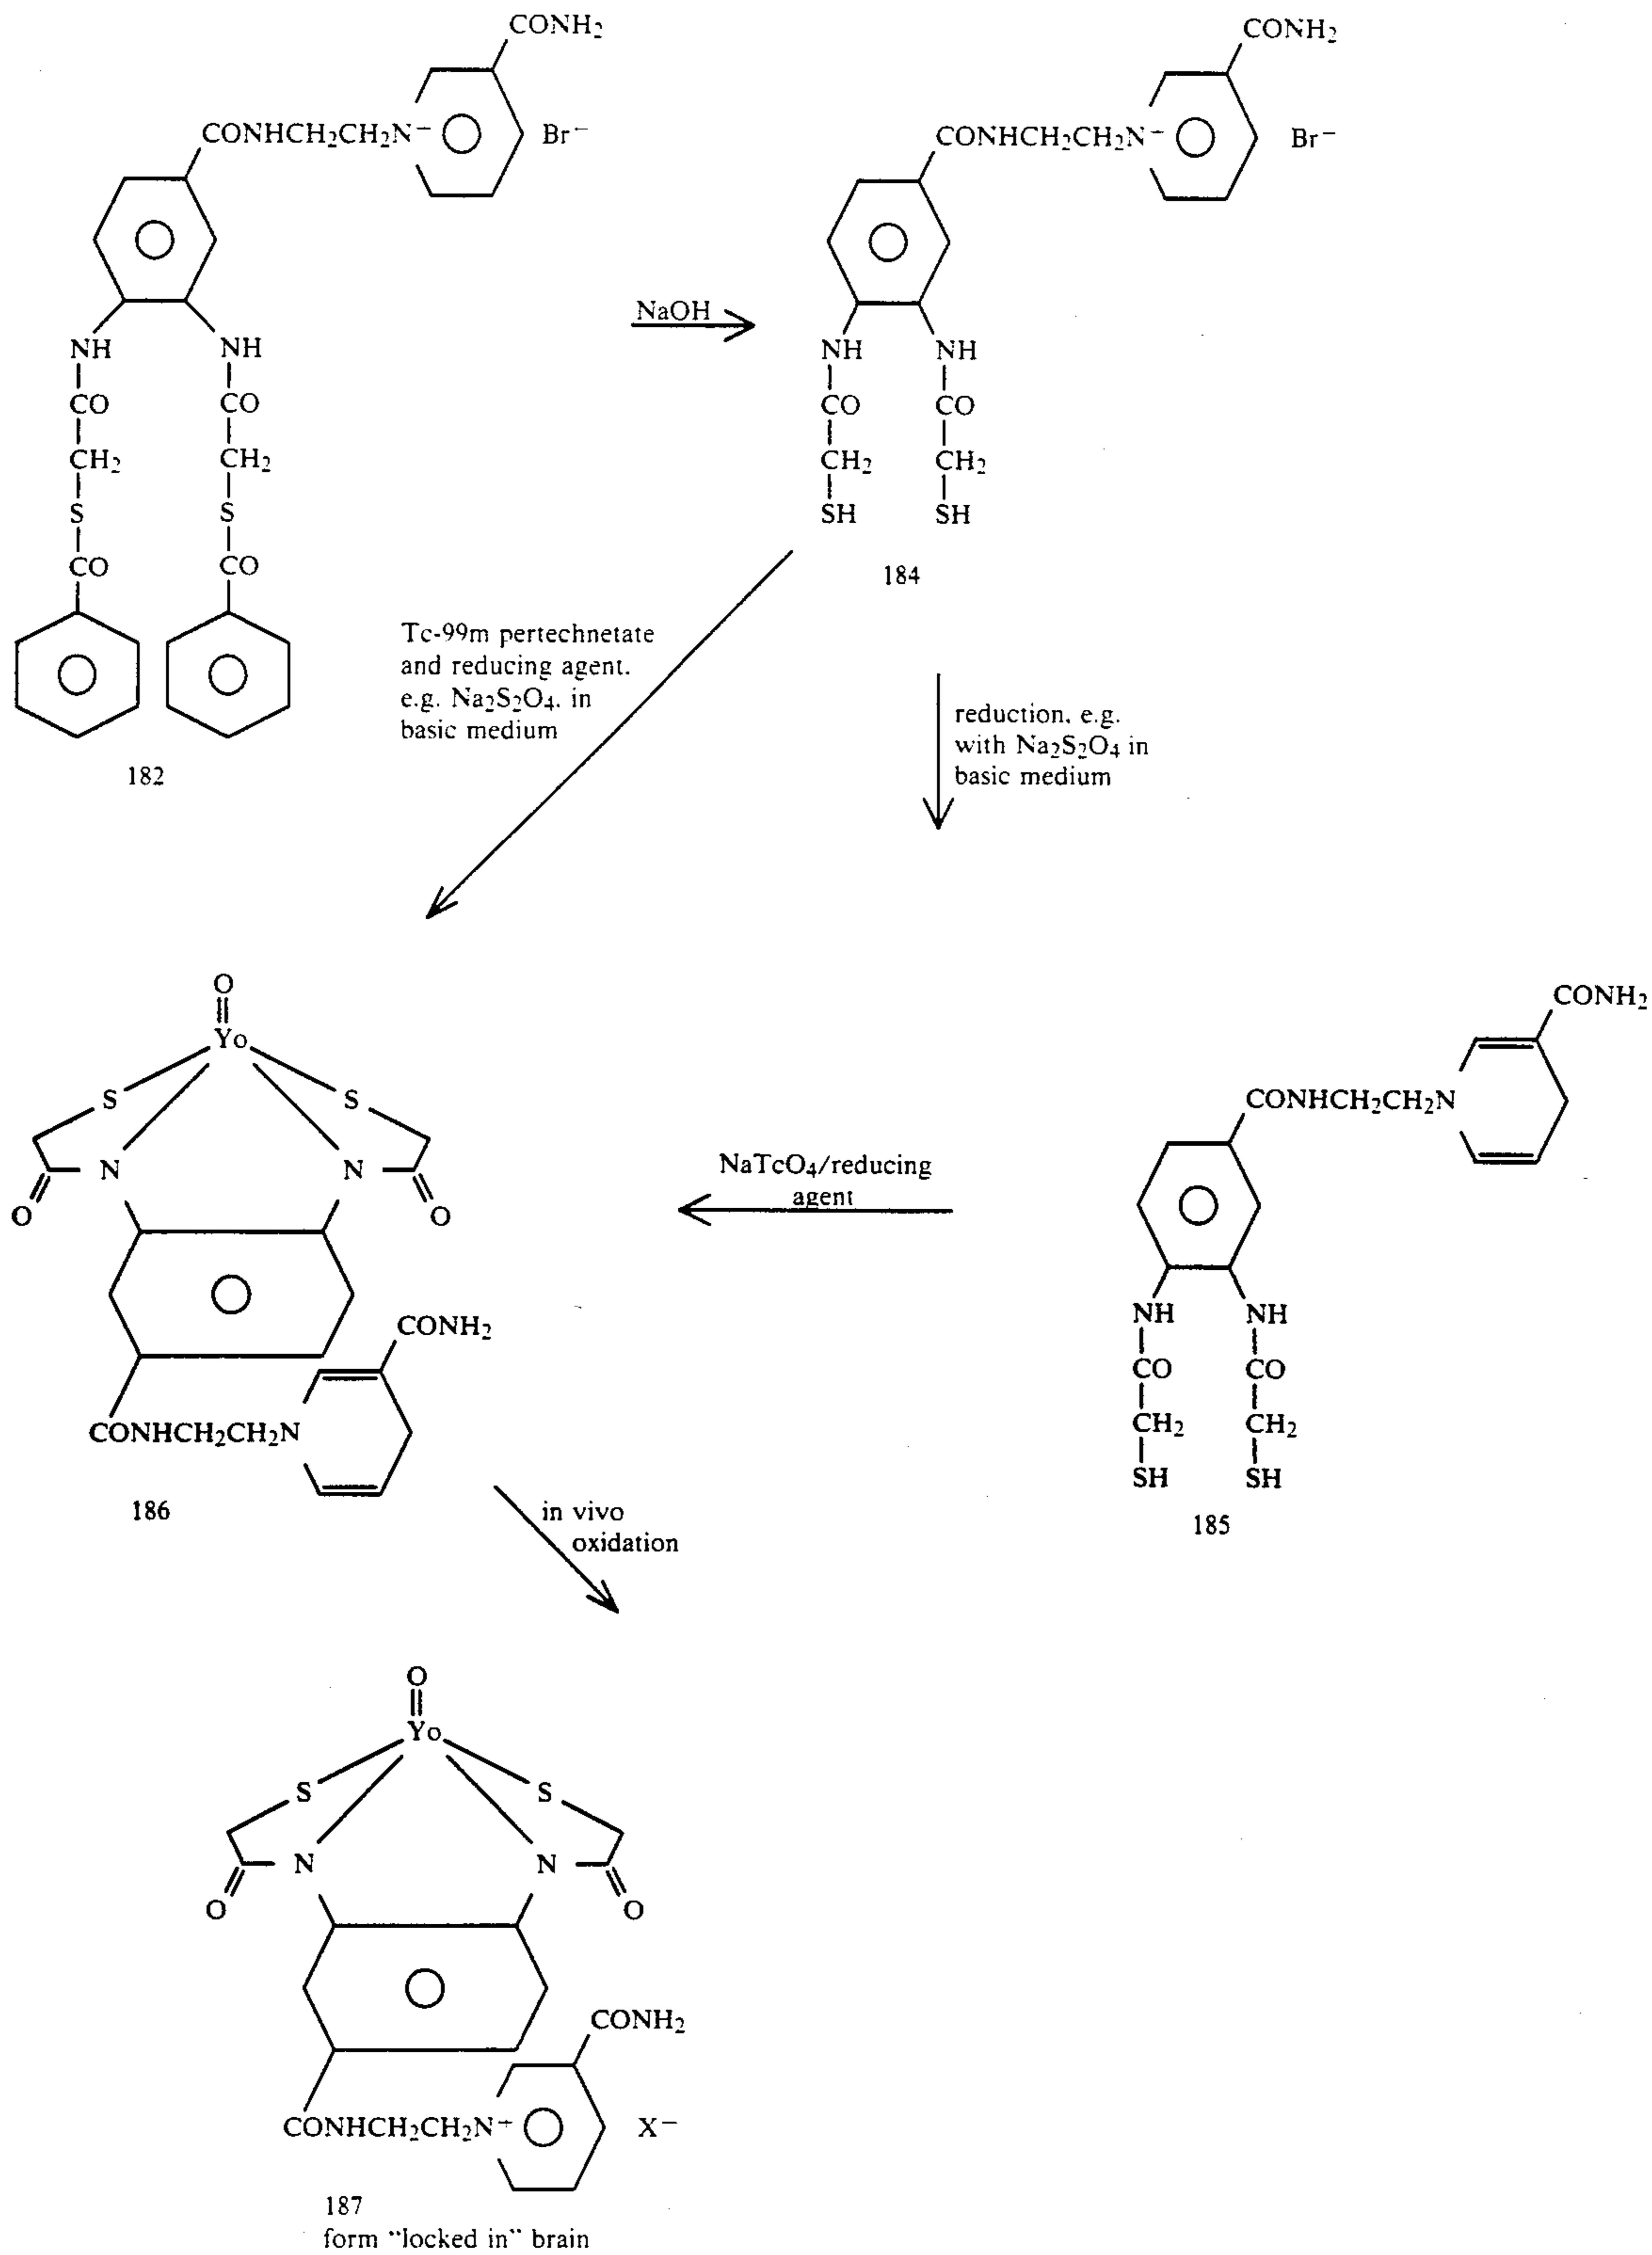 CONH₂
CONHCH₂CH₂N⁻ Br⁻
NH NH
CO CO
CH₂ CH₂
S S
CO CO
182
NaOH
CONH₂
CONHCH₂CH₂N⁺ Br⁻
NH NH
CO CO
CH₂ CH₂
SH SH
184
Tc-99m pertechnetate
and reducing agent.
e.g. Na₂S₂O₄. in
basic medium
reduction, e.g.
with Na₂S₂O₄ in
basic medium
O
Yo
S S
N N
O O
CONH₂
CONHCH₂CH₂N
186
NaTcO₄/reducing
agent
CONH₂
CONHCH₂CH₂N
NH NH
CO CO
CH₂ CH₂
SH SH
185
in vivo
oxidation
O
Yo
S S
N N
O O
CONH₂
CONHCH₂CH₂N⁺ X⁻
187
form "locked in" brain